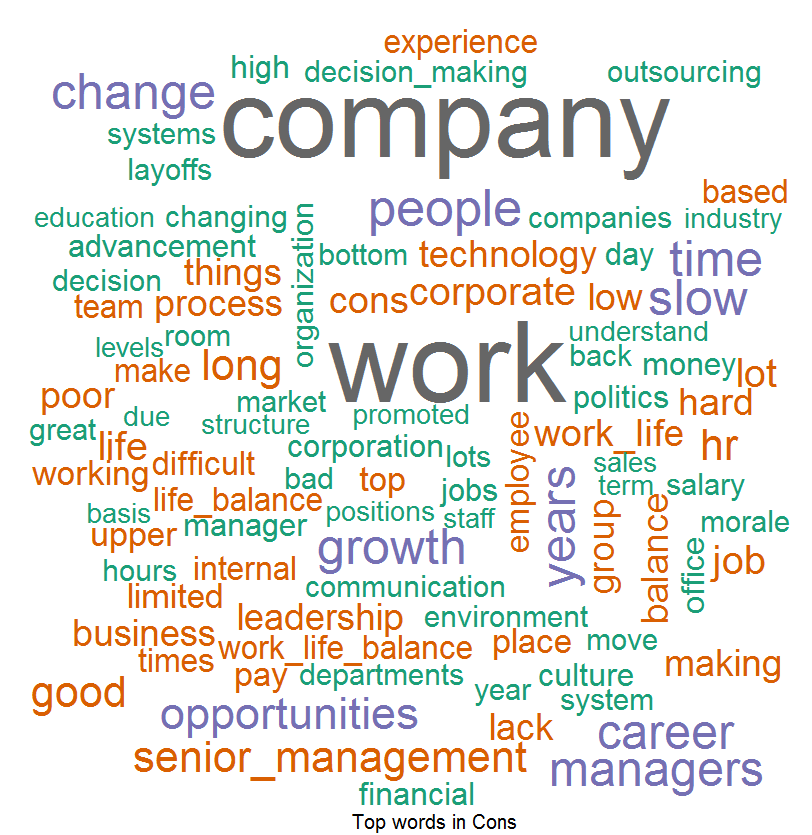 experience
high decision_making outsourcing
change company
systems
layoffs
based
people companies industry
education changing organization
advancement bottom technology day time
decision things
team process cons corporate low slow
levels room work understand
make long back money lot
poor market promoted politics hard
great due structure
life corporation lots employee work_life hr
working difficult bad top sales
life_balance jobs years term salary
basis manager positions staff group balance morale
upper growth office job
hours internal
limited communication
leadership environment
business work_life_balance place move
times pay departments culture making
good year system
opportunities lack career
senior_management managers
financial
Top words in Cons